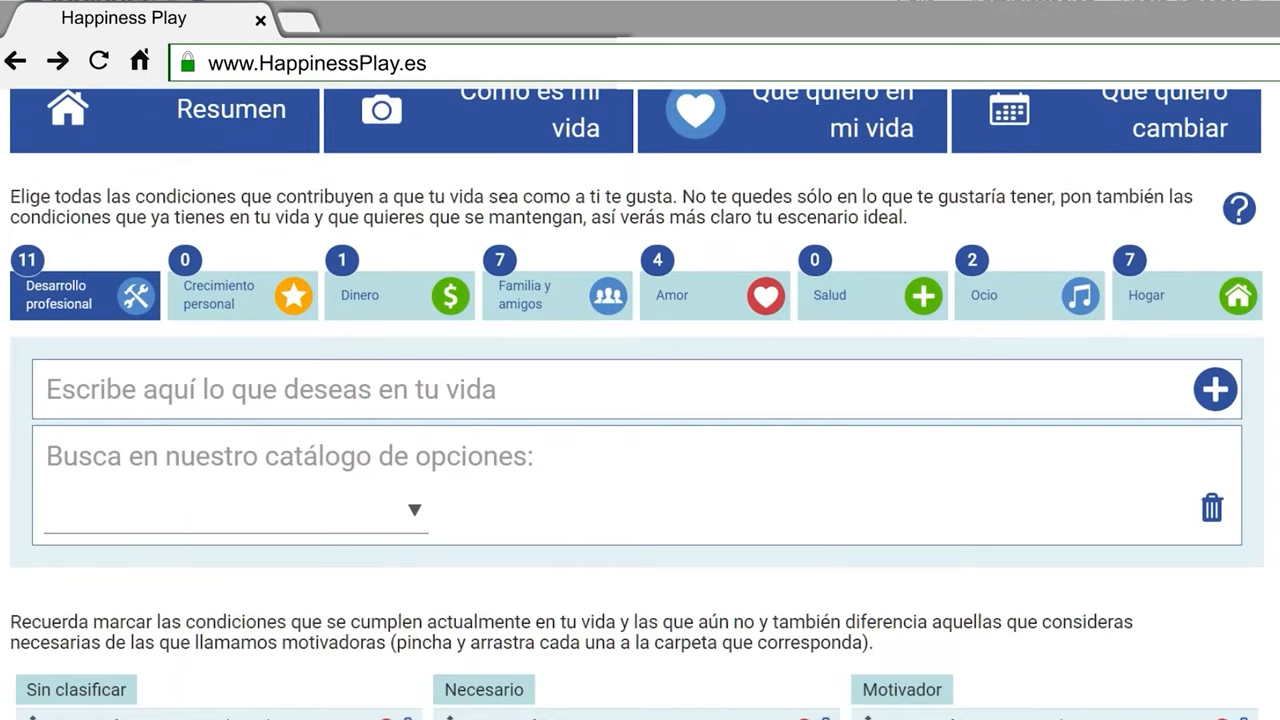 Happiness Play
www.HappinessPlay.es
Resumen
Cómo es mi
vida
Qué quiero en
mi vida
Qué quiero
cambiar
Elige todas las condiciones que contribuyen a que tu vida sea como a ti te gusta. No te quedes sólo en lo que te gustaría tener, pon también las
condiciones que ya tienes en tu vida y que quieres que se mantengan, así verás más claro tu escenario ideal.
?
11
Desarrollo
profesional
0
Crecimiento
personal
1
Dinero
$
7
Familia y
amigos
4
Amor
0
Salud
2
Ocio
7
Hogar
Escribe aquí lo que deseas en tu vida
Busca en nuestro catálogo de opciones:
Recuerda marcar las condiciones que se cumplen actualmente en tu vida y las que aún no y también diferencia aquellas que consideras
necesarias de las que llamamos motivadoras (pincha y arrastra cada una a la carpeta que corresponda).
Sin clasificar
Necesario
Motivador